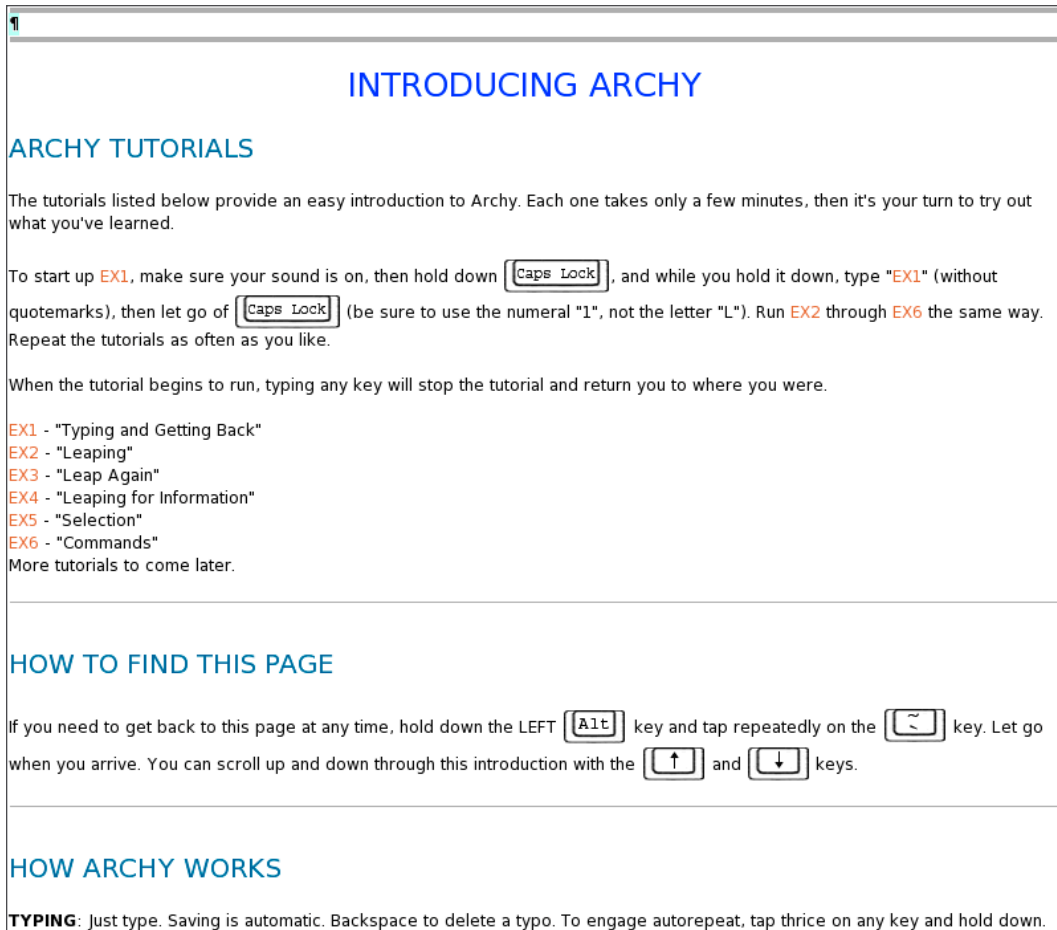 ¶
INTRODUCING ARCHY
ARCHY TUTORIALS
The tutorials listed below provide an easy introduction to Archy. Each one takes only a few minutes, then it's your turn to try out
what you've learned.
To start up EX1, make sure your sound is on, then hold down Caps Lock, and while you hold it down, type "EX1" (without
quotemarks), then let go of Caps Lock (be sure to use the numeral "1", not the letter "L"). Run EX2 through EX6 the same way.
Repeat the tutorials as often as you like.
When the tutorial begins to run, typing any key will stop the tutorial and return you to where you were.
EX1 - "Typing and Getting Back"
EX2 - "Leaping"
EX3 - "Leap Again"
EX4 - "Leaping for Information"
EX5 - "Selection"
EX6 - "Commands"
More tutorials to come later.
HOW TO FIND THIS PAGE
If you need to get back to this page at any time, hold down the LEFT Alt key and tap repeatedly on the ~ ` key. Let go
when you arrive. You can scroll up and down through this introduction with the ↑ and ↓ keys.
HOW ARCHY WORKS
TYPING: Just type. Saving is automatic. Backspace to delete a typo. To engage autorepeat, tap thrice on any key and hold down.